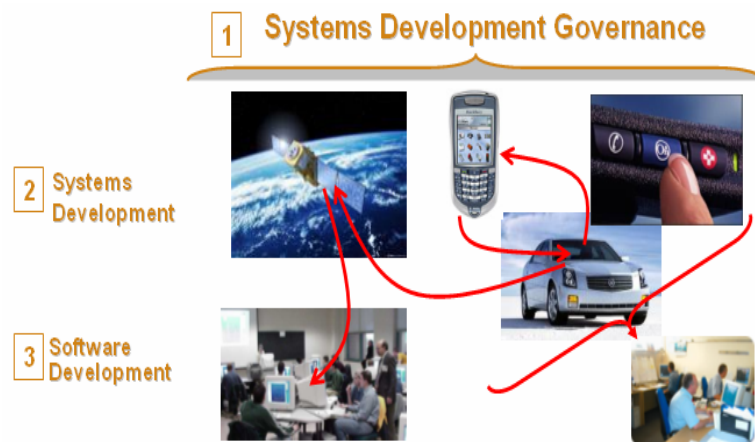 1 Systems Development Governance
2 Systems
Development
3 Software
Development